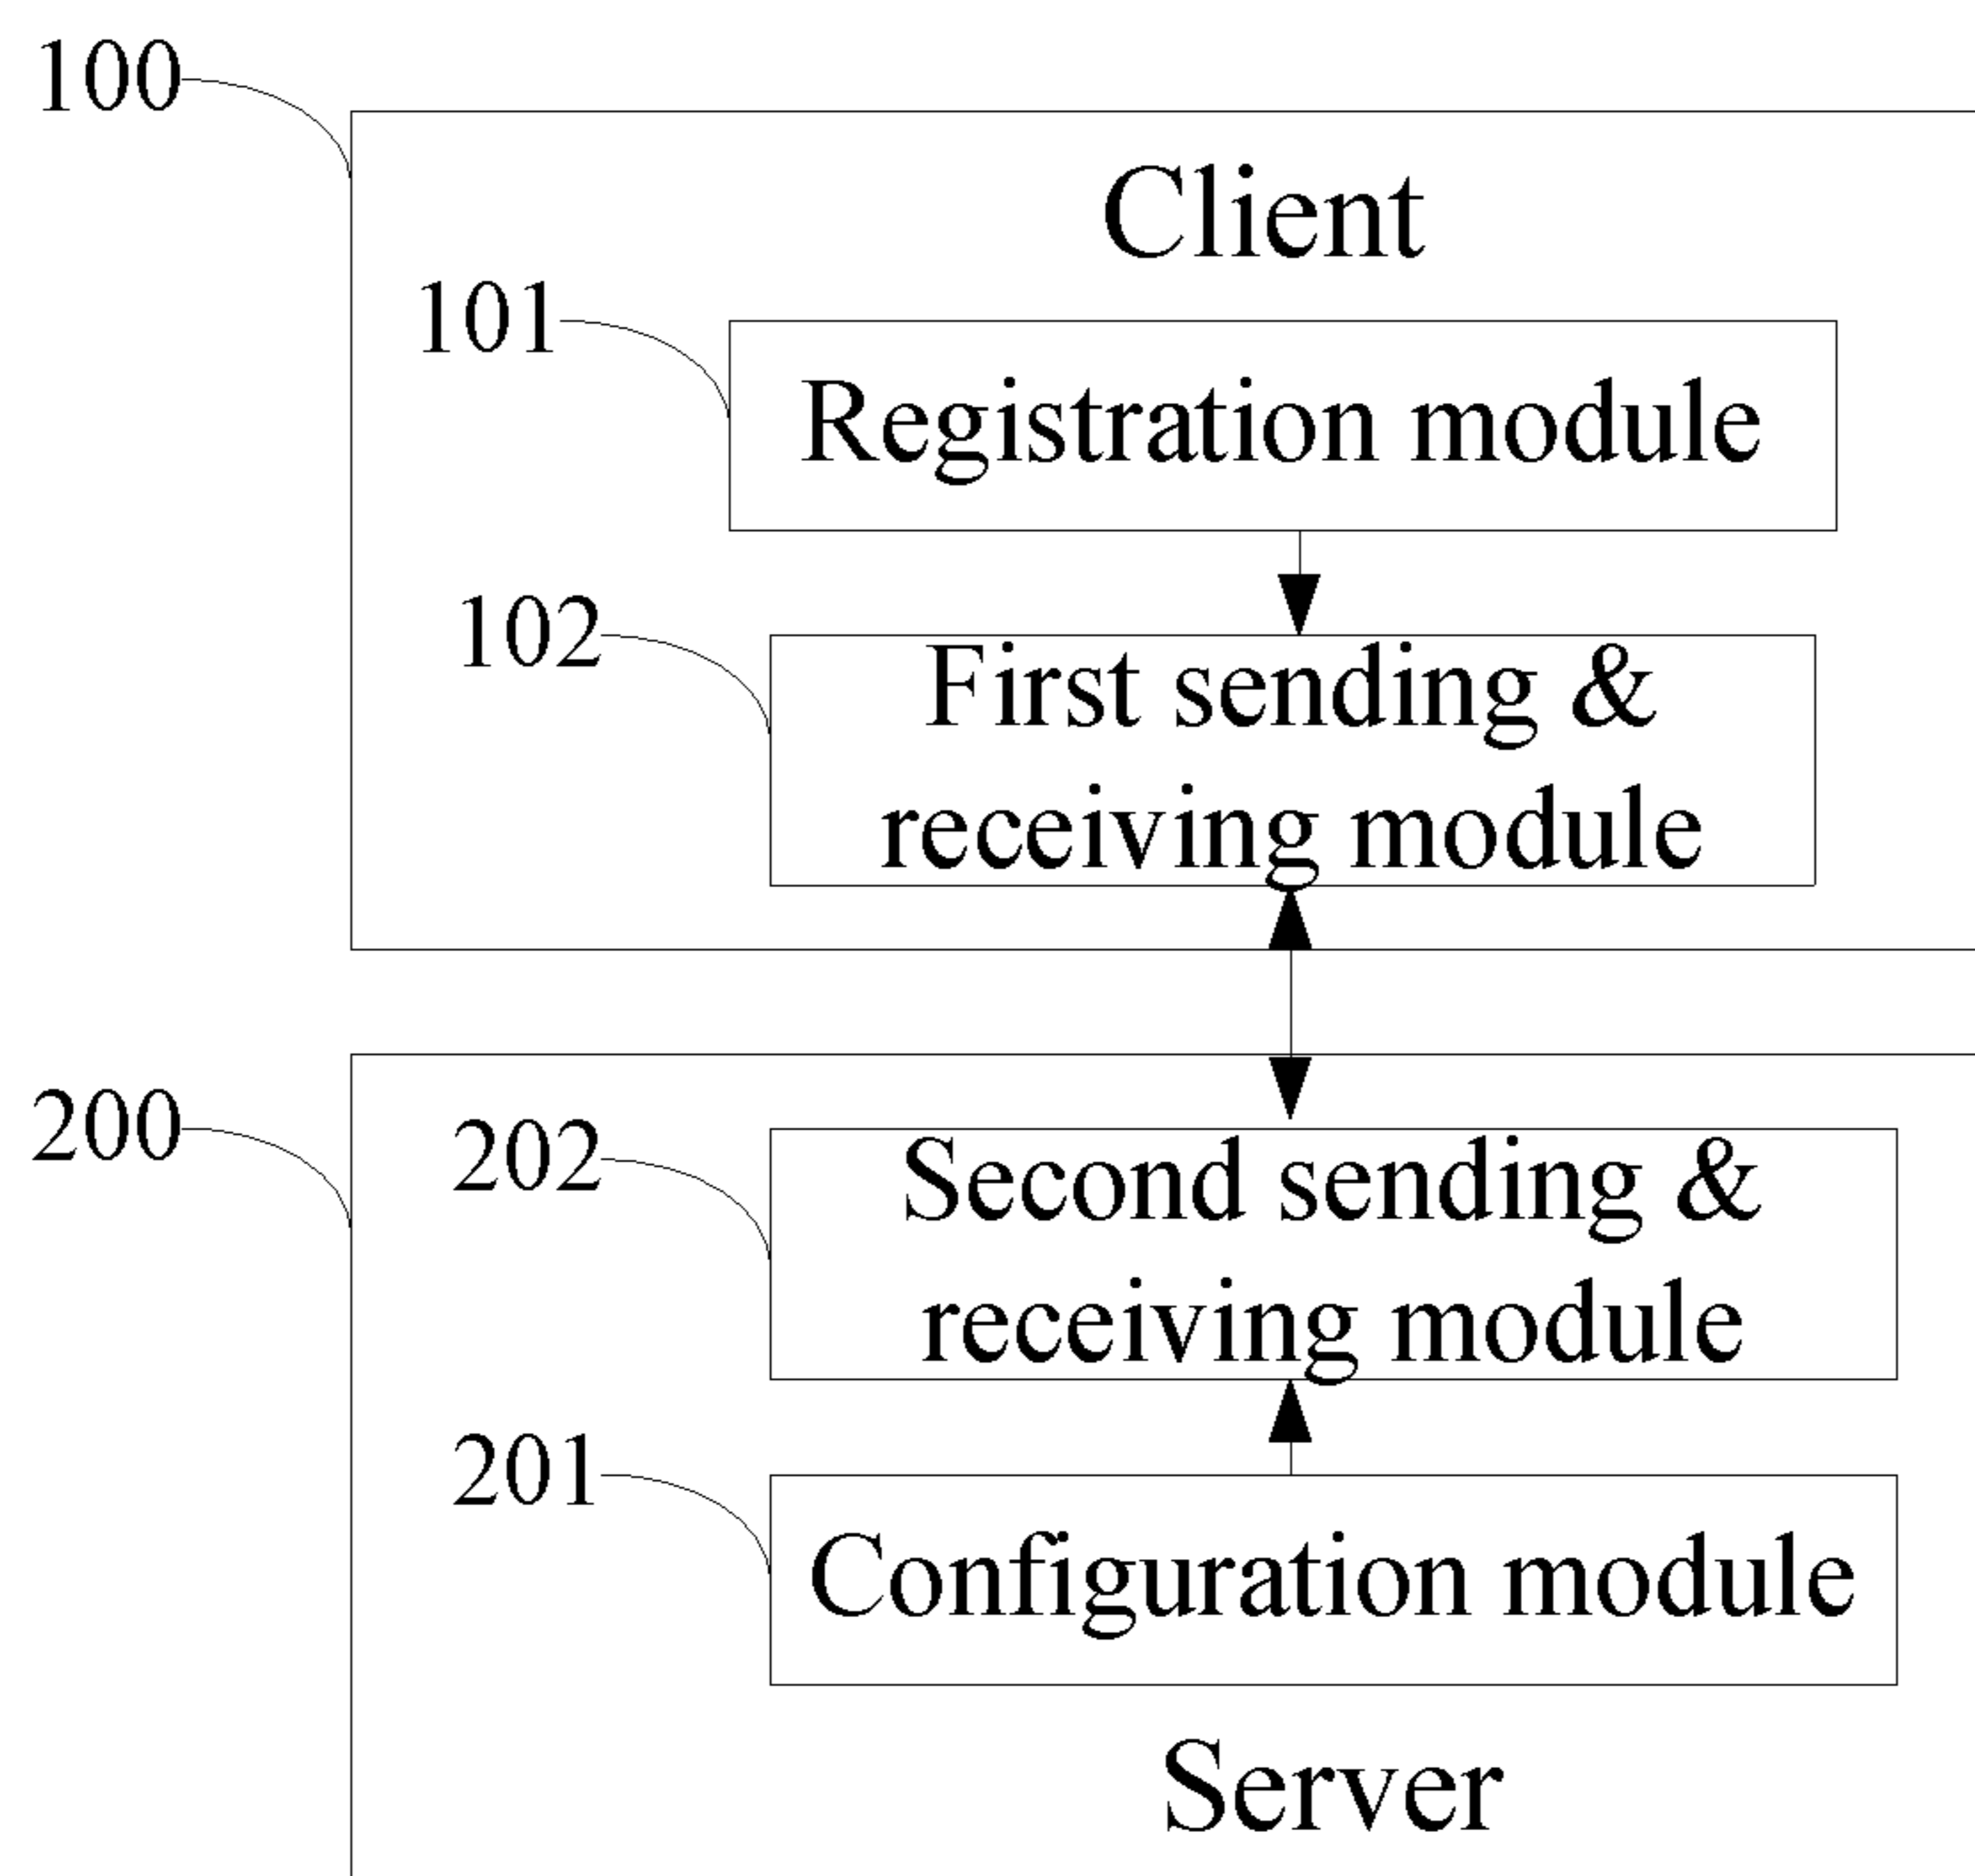 100
Client
101
Registration module
102
First sending &
receiving module
200
202
Second sending &
receiving module
201
Configuration module
Server